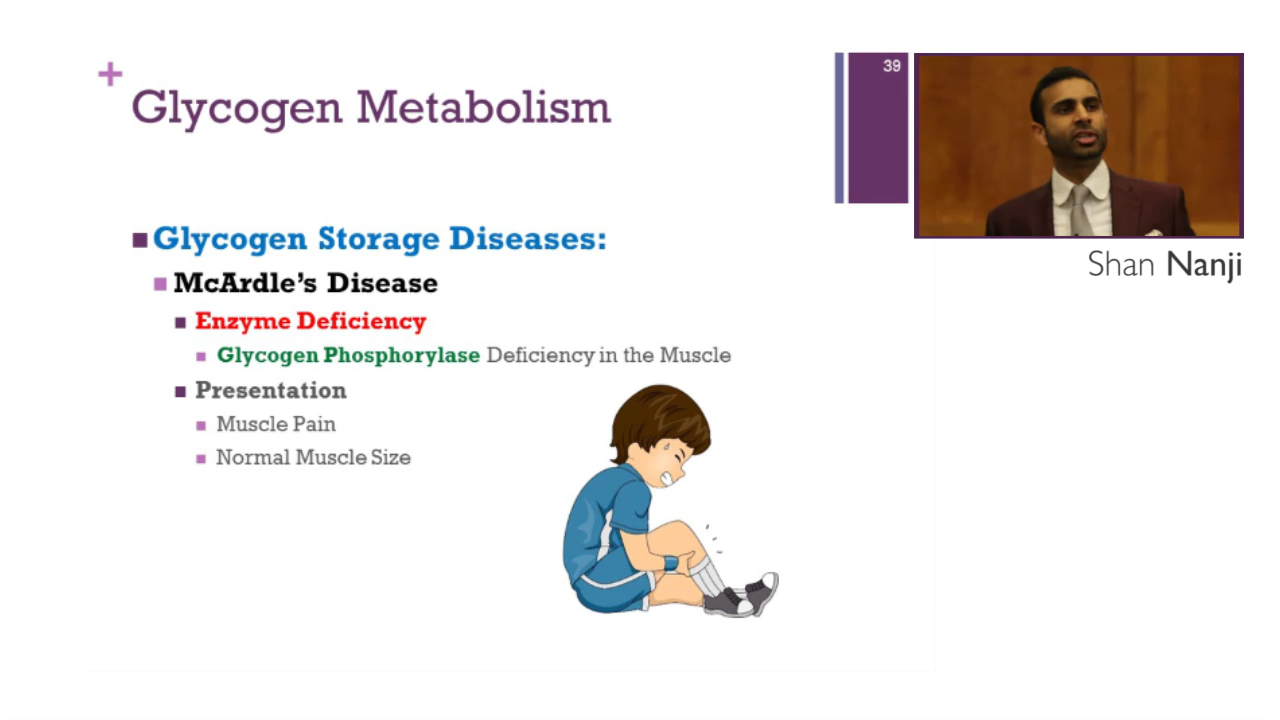 +
Glycogen Metabolism
39
Shan Nanji
Glycogen Storage Diseases:
McArdle's Disease
Enzyme Deficiency
Glycogen Phosphorylase Deficiency in the Muscle
Presentation
Muscle Pain
Normal Muscle Size